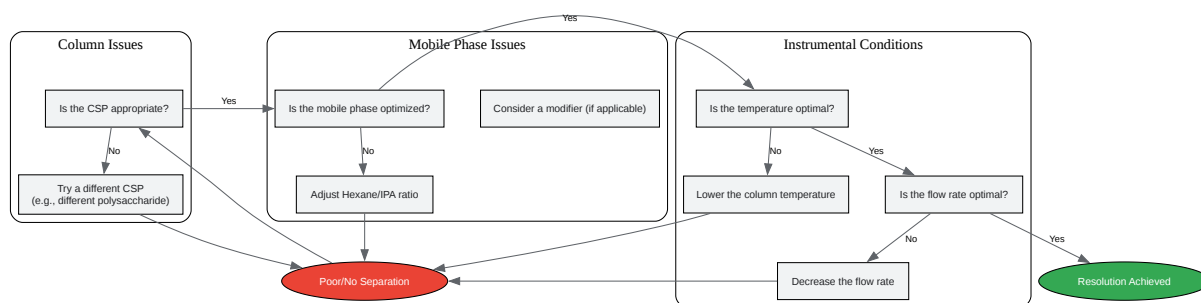 Column Issues
Mobile Phase Issues
Instrumental Conditions
Yes
Is the CSP appropriate?
Yes
Is the mobile phase optimized?
Consider a modifier (if applicable)
Is the temperature optimal?
No
No
No
Yes
Try a different CSP
(e.g., different polysaccharide)
Adjust Hexane/IPA ratio
Lower the column temperature
Is the flow rate optimal?
No
Yes
Poor/No Separation
Decrease the flow rate
Resolution Achieved